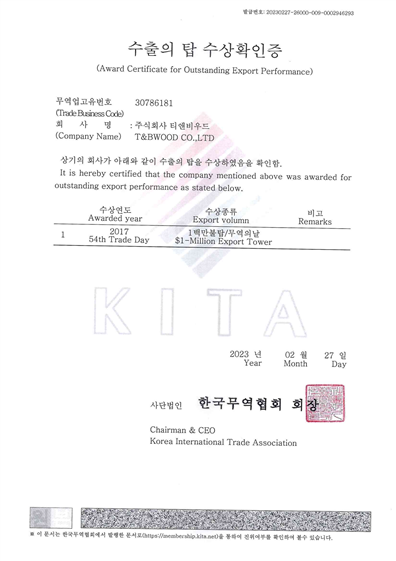 발급번호: 20230227-26000-009-0002946293
수출의 탑 수상확인증
(Award Certificate for Outstanding Export Performance)
무역업고유번호 30786181
(Trade Business Code)
회 사 명 : 주식회사 티앤비우드
(Company Name) T&BWOOD CO.,LTD
상기의 회사가 아래와 같이 수출의 탑을 수상하였음을 확인함.
It is hereby certified that the company mentioned above was awarded for
outstanding export performance as stated below.
수상연도 수상종류 비고
Awarded year Export volumn Remarks
1 2017 1백만불탑/무역의날
54th Trade Day $1-Million Export Tower
KITA
2023 년 02 월 27 일
Year Month Day
사단법인 한국무역협회 회장
Chairman & CEO
Korea International Trade Association
원
※ 이 문서는 한국무역협회에서 발행한 문서로(https://membership.kita.net)을 통하여 진위여부를 확인하여 볼수 있습니다.